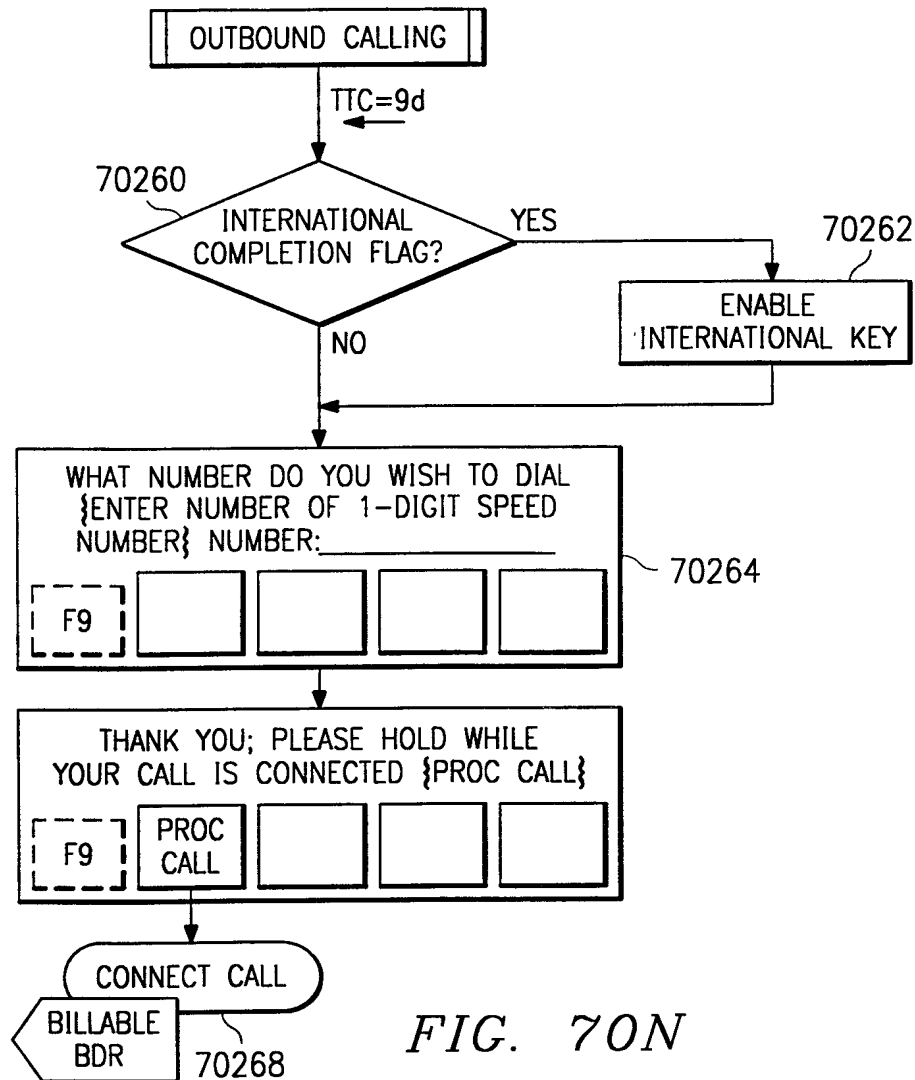 OUTBOUND CALLING
TTC=9d
70260
INTERNATIONAL
COMPLETION FLAG?
YES
70262
ENABLE
INTERNATIONAL KEY
NO
WHAT NUMBER DO YOU WISH TO DIAL
{ENTER NUMBER OF 1-DIGIT SPEED
NUMBER} NUMBER:
70264
F9
THANK YOU; PLEASE HOLD WHILE
YOUR CALL IS CONNECTED {PROC CALL}
F9
PROC
CALL
CONNECT CALL
BILLABLE
BDR
70268
FIG. 70N